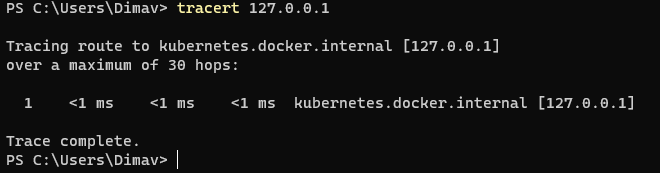 PS C:\Users\Dimav> tracert 127.0.0.1
Tracing route to kubernetes.docker.internal [127.0.0.1]
over a maximum of 30 hops:
1 <1 ms <1 ms <1 ms kubernetes.docker.internal [127.0.0.1]
Trace complete.
PS C:\Users\Dimav>